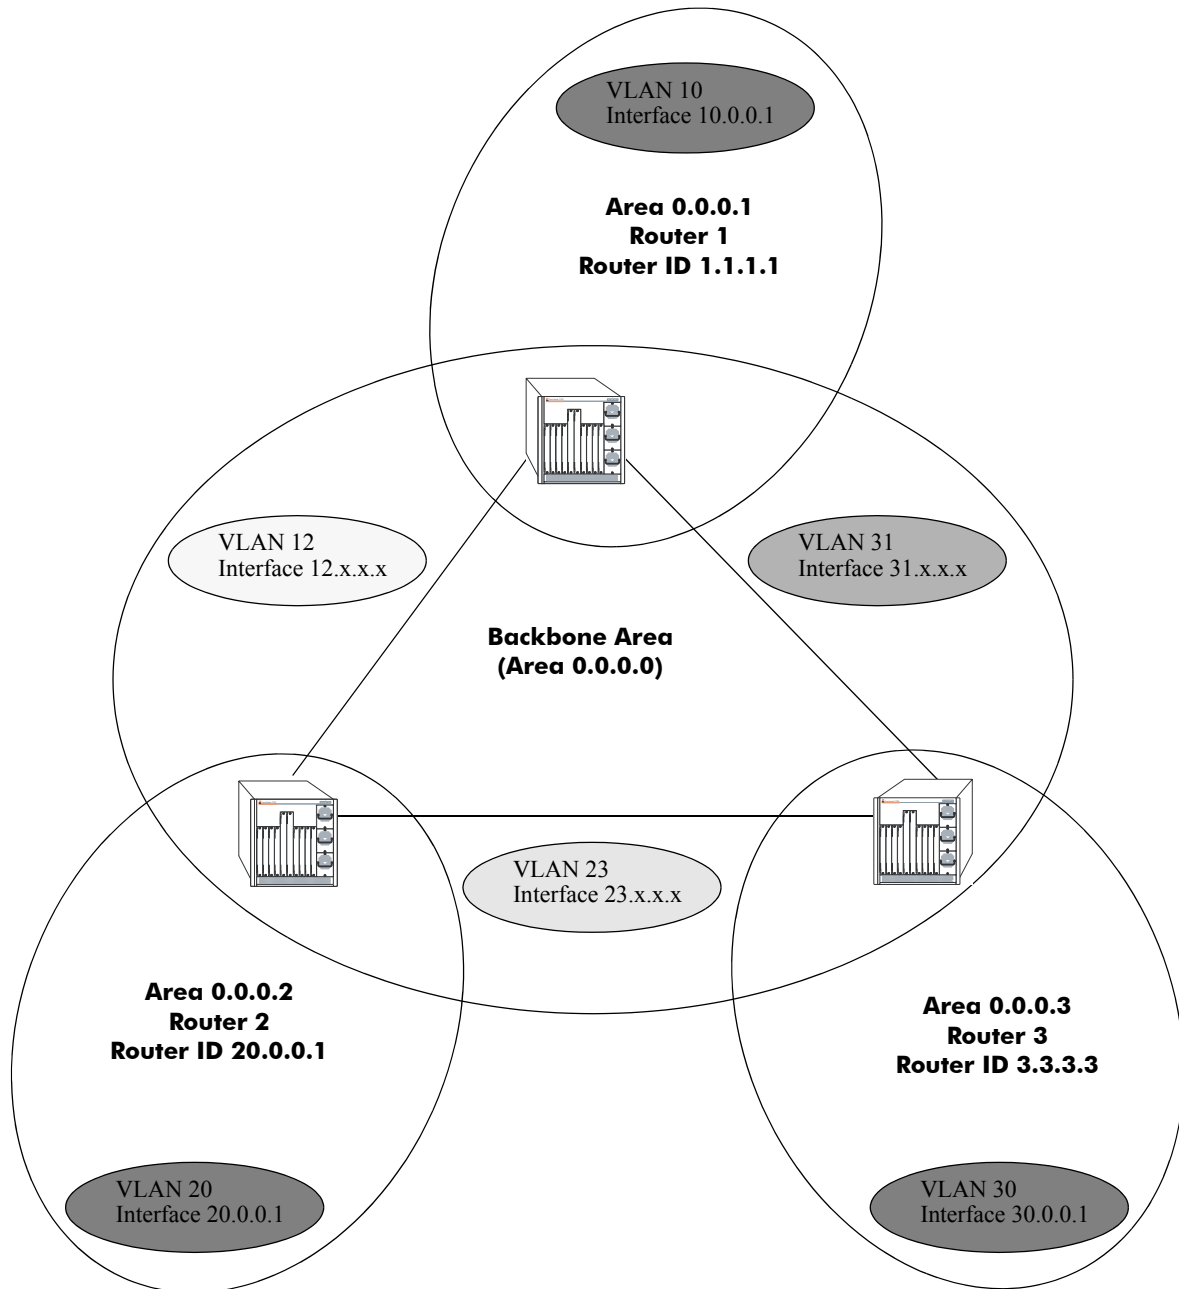 VLAN 10
Interface 10.0.0.1
Area 0.0.0.1
Router 1
Router ID 1.1.1.1
VLAN 12
Interface 12.x.x.x
VLAN 31
Interface 31.x.x.x
Backbone Area
(Area 0.0.0.0)
VLAN 23
Interface 23.x.x.x
Area 0.0.0.2
Router 2
Router ID 20.0.0.1
Area 0.0.0.3
Router 3
Router ID 3.3.3.3
VLAN 20
Interface 20.0.0.1
VLAN 30
Interface 30.0.0.1